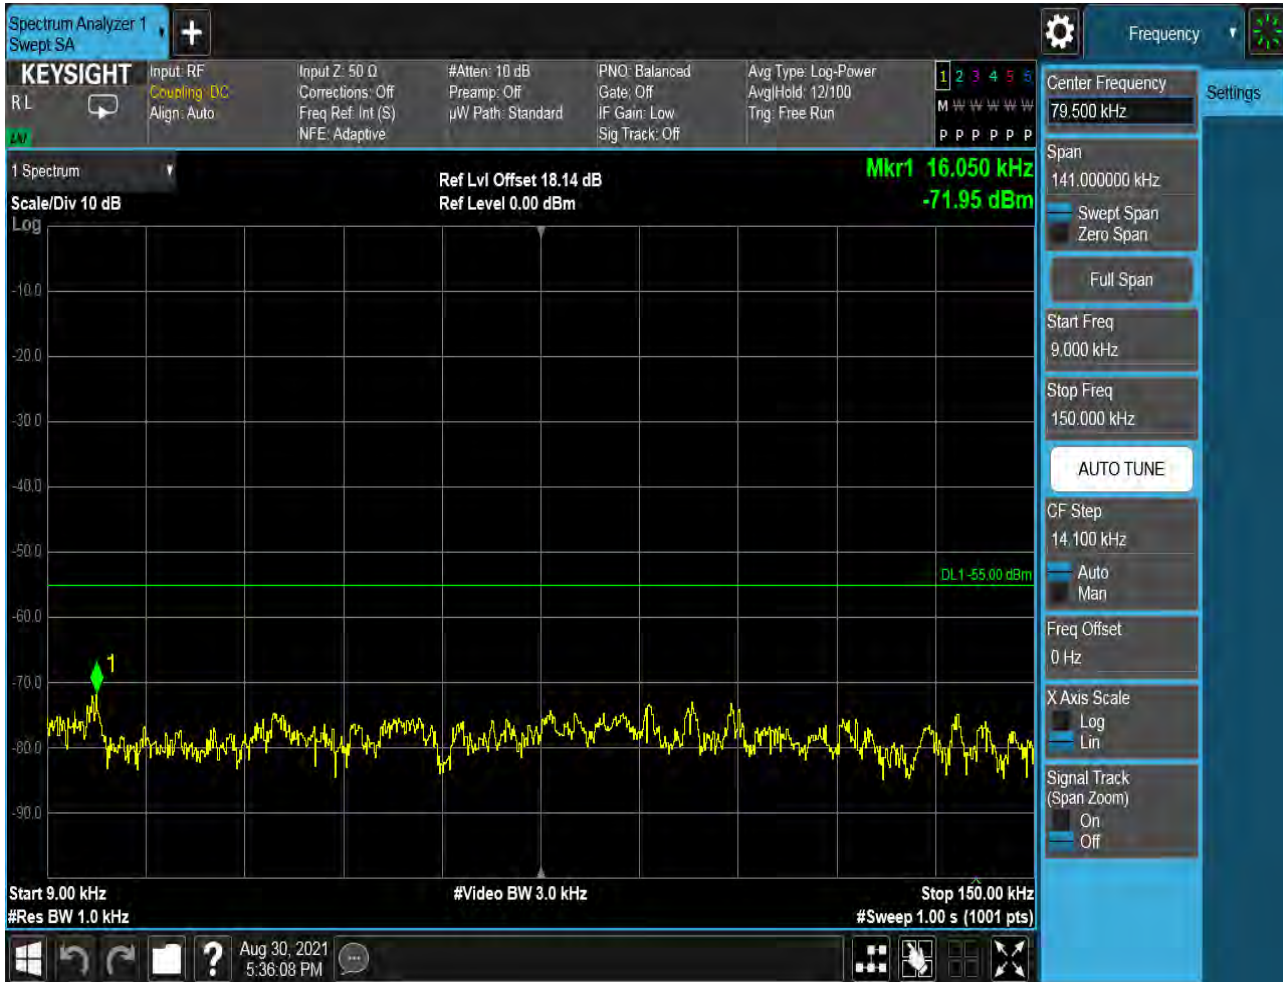 Spectrum Analyzer 1
Swept SA
Frequency
KEYSIGHT
R L
Input: RF
Coupling: DC
Align: Auto
Input Z: 50 Ω
Corrections: Off
Freq Ref: Int (S)
NFE: Adaptive
#Atten: 10 dB
Preamp: Off
µW Path: Standard
PNO: Balanced
Gate: Off
IF Gain: Low
Sig Track: Off
Avg Type: Log-Power
Avg|Hold: 12/100
Trig: Free Run
1 2 3 4 5 6
M W W W W W
P P P P P P
1 Spectrum
Scale/Div 10 dB
Log
Ref Lvl Offset 18.14 dB
Ref Level 0.00 dBm
Mkr1 16.050 kHz
-71.95 dBm
-10.0
-20.0
-30.0
-40.0
-50.0
DL1 -55.00 dBm
-60.0
1
-70.0
-80.0
-90.0
Start 9.00 kHz
#Res BW 1.0 kHz
#Video BW 3.0 kHz
Stop 150.00 kHz
#Sweep 1.00 s (1001 pts)
Aug 30, 2021
5:36:08 PM
Center Frequency
79.500 kHz
Settings
Span
141.000000 kHz
Swept Span
Zero Span
Full Span
Start Freq
9.000 kHz
Stop Freq
150.000 kHz
AUTO TUNE
CF Step
14.100 kHz
Auto
Man
Freq Offset
0 Hz
X Axis Scale
Log
Lin
Signal Track
(Span Zoom)
On
Off